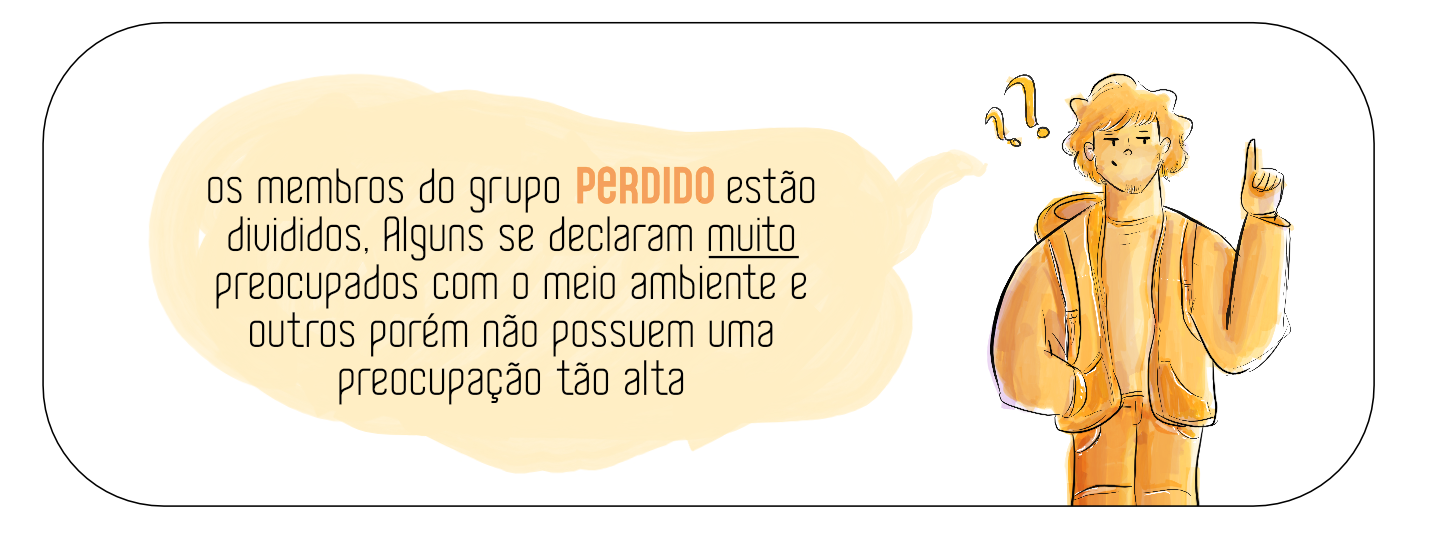 os membros do grupo PERDIDO estão
divididos, Alguns se declaram muito
preocupados com o meio ambiente e
outros porém não possuem uma
preocupação tão alta
??